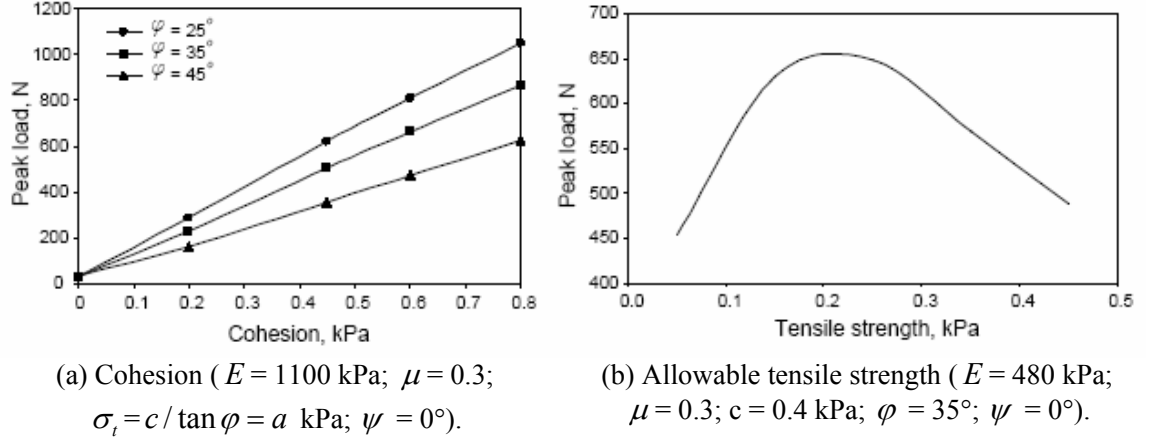 1200
1000
800
600
400
200
0
Peak load, N
φ = 25°
φ = 35°
φ = 45°
0 0.1 0.2 0.3 0.4 0.5 0.6 0.7 0.8
Cohesion, kPa
(a) Cohesion ( E = 1100 kPa; μ = 0.3;
σt = c / tan φ = a kPa; ψ = 0°).
700
650
600
550
500
450
400
Peak load, N
0.0 0.1 0.2 0.3 0.4 0.5
Tensile strength, kPa
(b) Allowable tensile strength ( E = 480 kPa;
μ = 0.3; c = 0.4 kPa; φ = 35°; ψ = 0°).